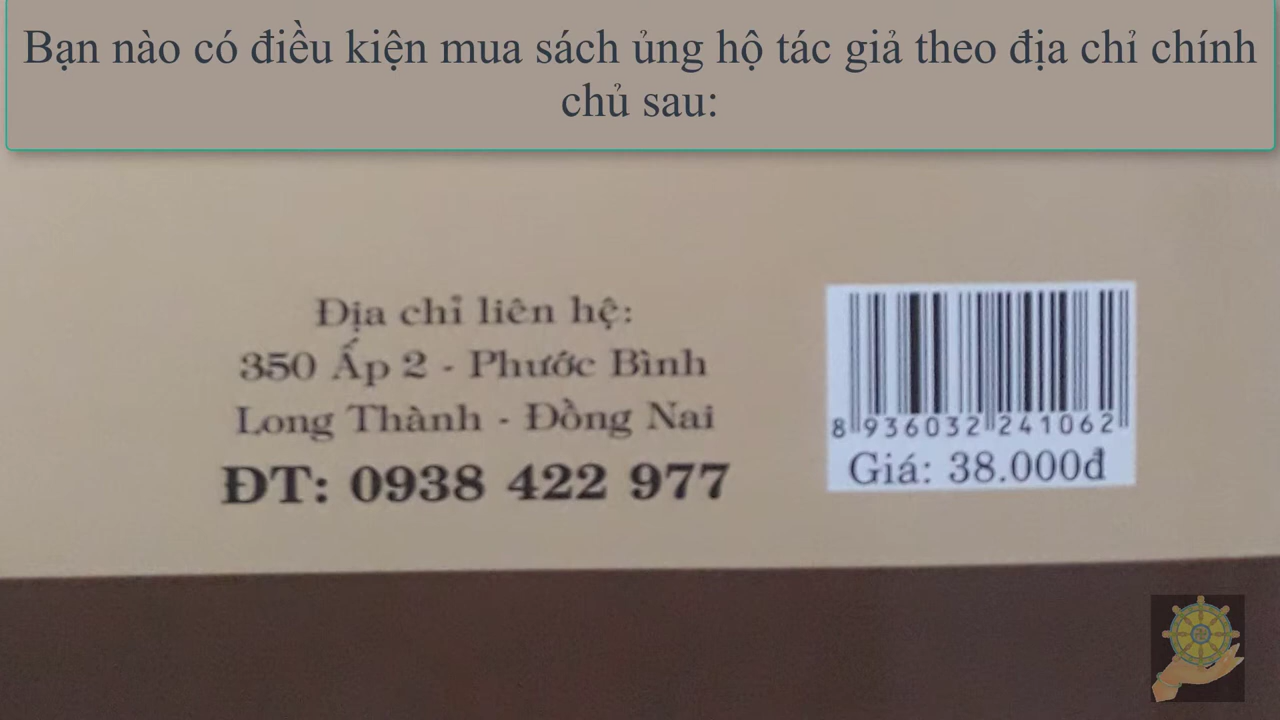 Bạn nào có điều kiện mua sách ủng hộ tác giả theo địa chỉ chính
chủ sau:
Địa chỉ liên hệ:
350 Ấp 2 - Phước Bình
Long Thành - Đồng Nai
ĐT: 0938 422 977
8 936032 241062
Giá: 38.000đ